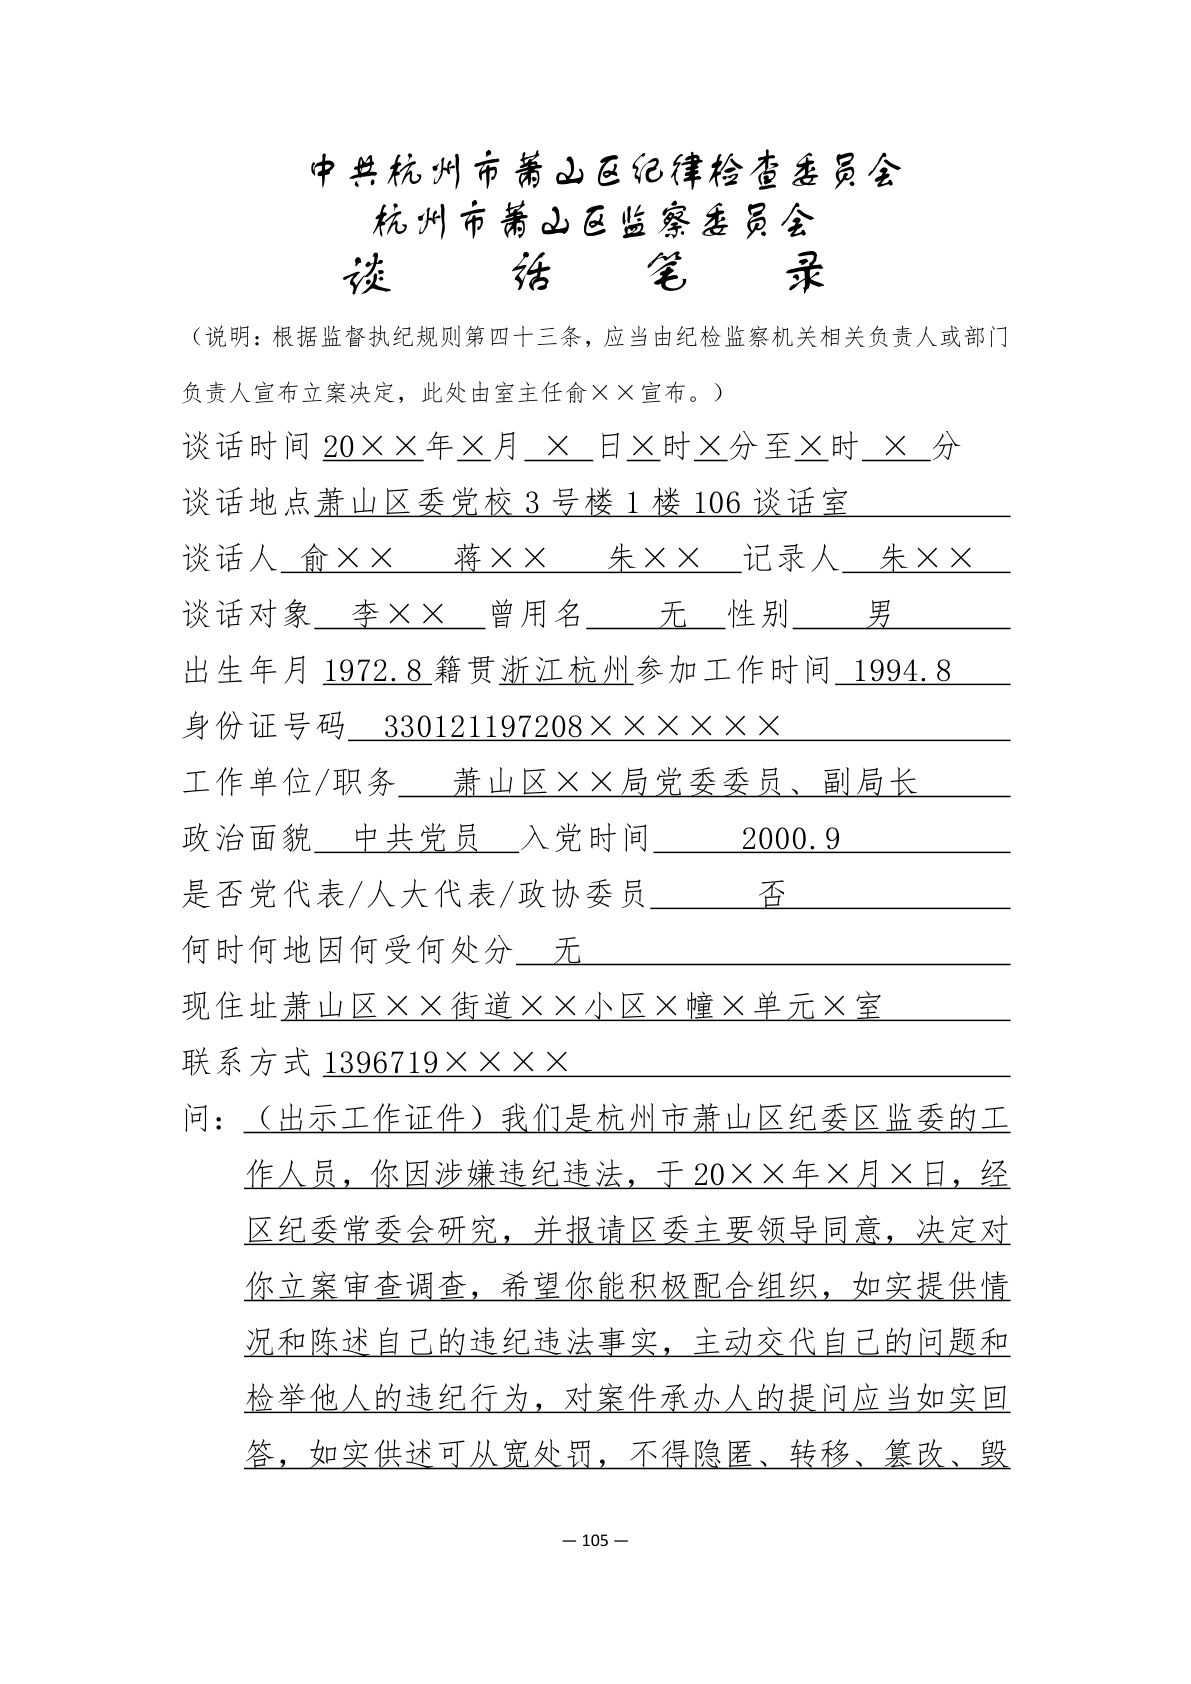 中共杭州市萧山区纪律检查委员会
杭州市萧山区监察委员会
谈 话 笔 录
（说明：根据监督执纪规则第四十三条，应当由纪检监察机关相关负责人或部门
负责人宣布立案决定，此处由室主任俞××宣布。）
谈话时间 20××年×月 × 日×时×分至×时 × 分
谈话地点萧山区委党校 3 号楼 1 楼 106 谈话室
谈话人 俞×× 蒋×× 朱×× 记录人 朱××
谈话对象 李×× 曾用名 无 性别 男
出生年月 1972.8 籍贯浙江杭州参加工作时间 1994.8
身份证号码 330121197208××××××
工作单位/职务 萧山区××局党委委员、副局长
政治面貌 中共党员 入党时间 2000.9
是否党代表/人大代表/政协委员 否
何时何地因何受何处分 无
现住址萧山区××街道××小区×幢×单元×室
联系方式 1396719××××
问：（出示工作证件）我们是杭州市萧山区纪委区监委的工
作人员，你因涉嫌违纪违法，于 20××年×月×日，经
区纪委常委会研究，并报请区委主要领导同意，决定对
你立案审查调查，希望你能积极配合组织，如实提供情
况和陈述自己的违纪违法事实，主动交代自己的问题和
检举他人的违纪行为，对案件承办人的提问应当如实回
答，如实供述可从宽处罚，不得隐匿、转移、篡改、毁
— 105 —